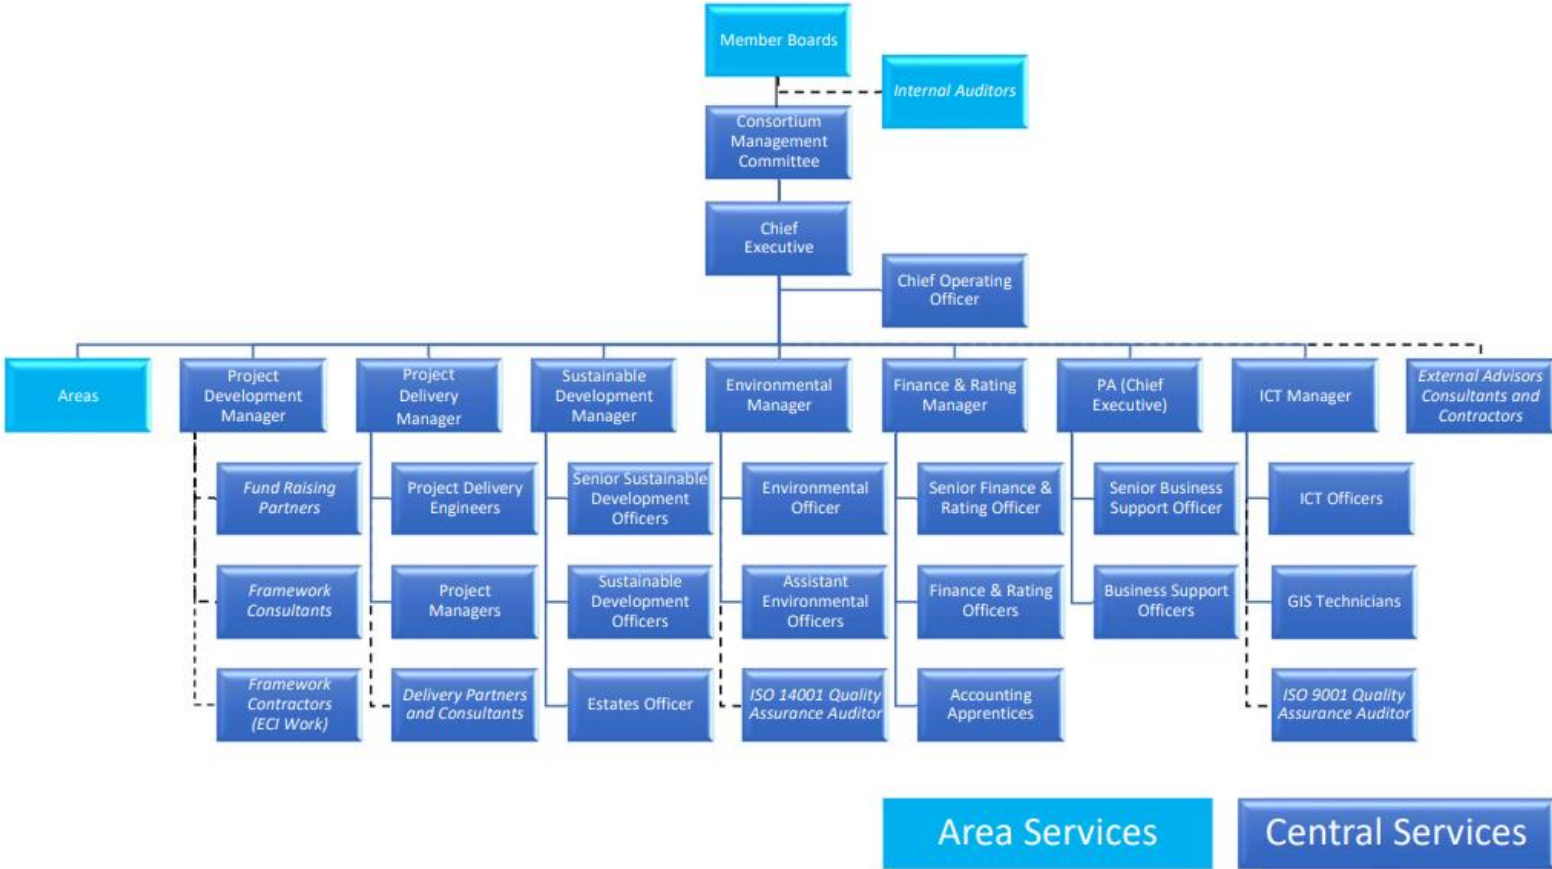 Member Boards
Internal Auditors
Consortium
Management
Committee
Chief
Executive
Chief Operating
Officer
Areas
Project
Development
Manager
Project
Delivery
Manager
Sustainable
Development
Manager
Environmental
Manager
Finance & Rating
Manager
PA (Chief
Executive)
ICT Manager
External Advisors
Consultants and
Contractors
Fund Raising
Partners
Project Delivery
Engineers
Senior Sustainable
Development
Officers
Environmental
Officer
Senior Finance &
Rating Officer
Senior Business
Support Officer
ICT Officers
Framework
Consultants
Project
Managers
Sustainable
Development
Officers
Assistant
Environmental
Officers
Finance & Rating
Officers
Business Support
Officers
GIS Technicians
Framework
Contractors
(ECI Work)
Delivery Partners
and Consultants
Estates Officer
ISO 14001 Quality
Assurance Auditor
Accounting
Apprentices
ISO 9001 Quality
Assurance Auditor
Area Services
Central Services